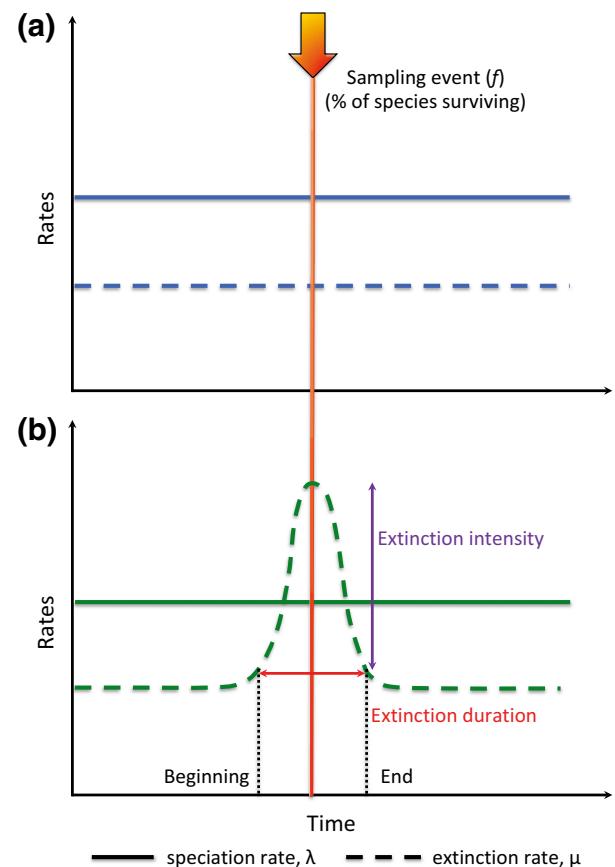 (a)
Sampling event (f)
(% of species surviving)
Rates
(b)
Extinction intensity
Rates
Extinction duration
Beginning
End
Time
speciation rate, λ
extinction rate, μ